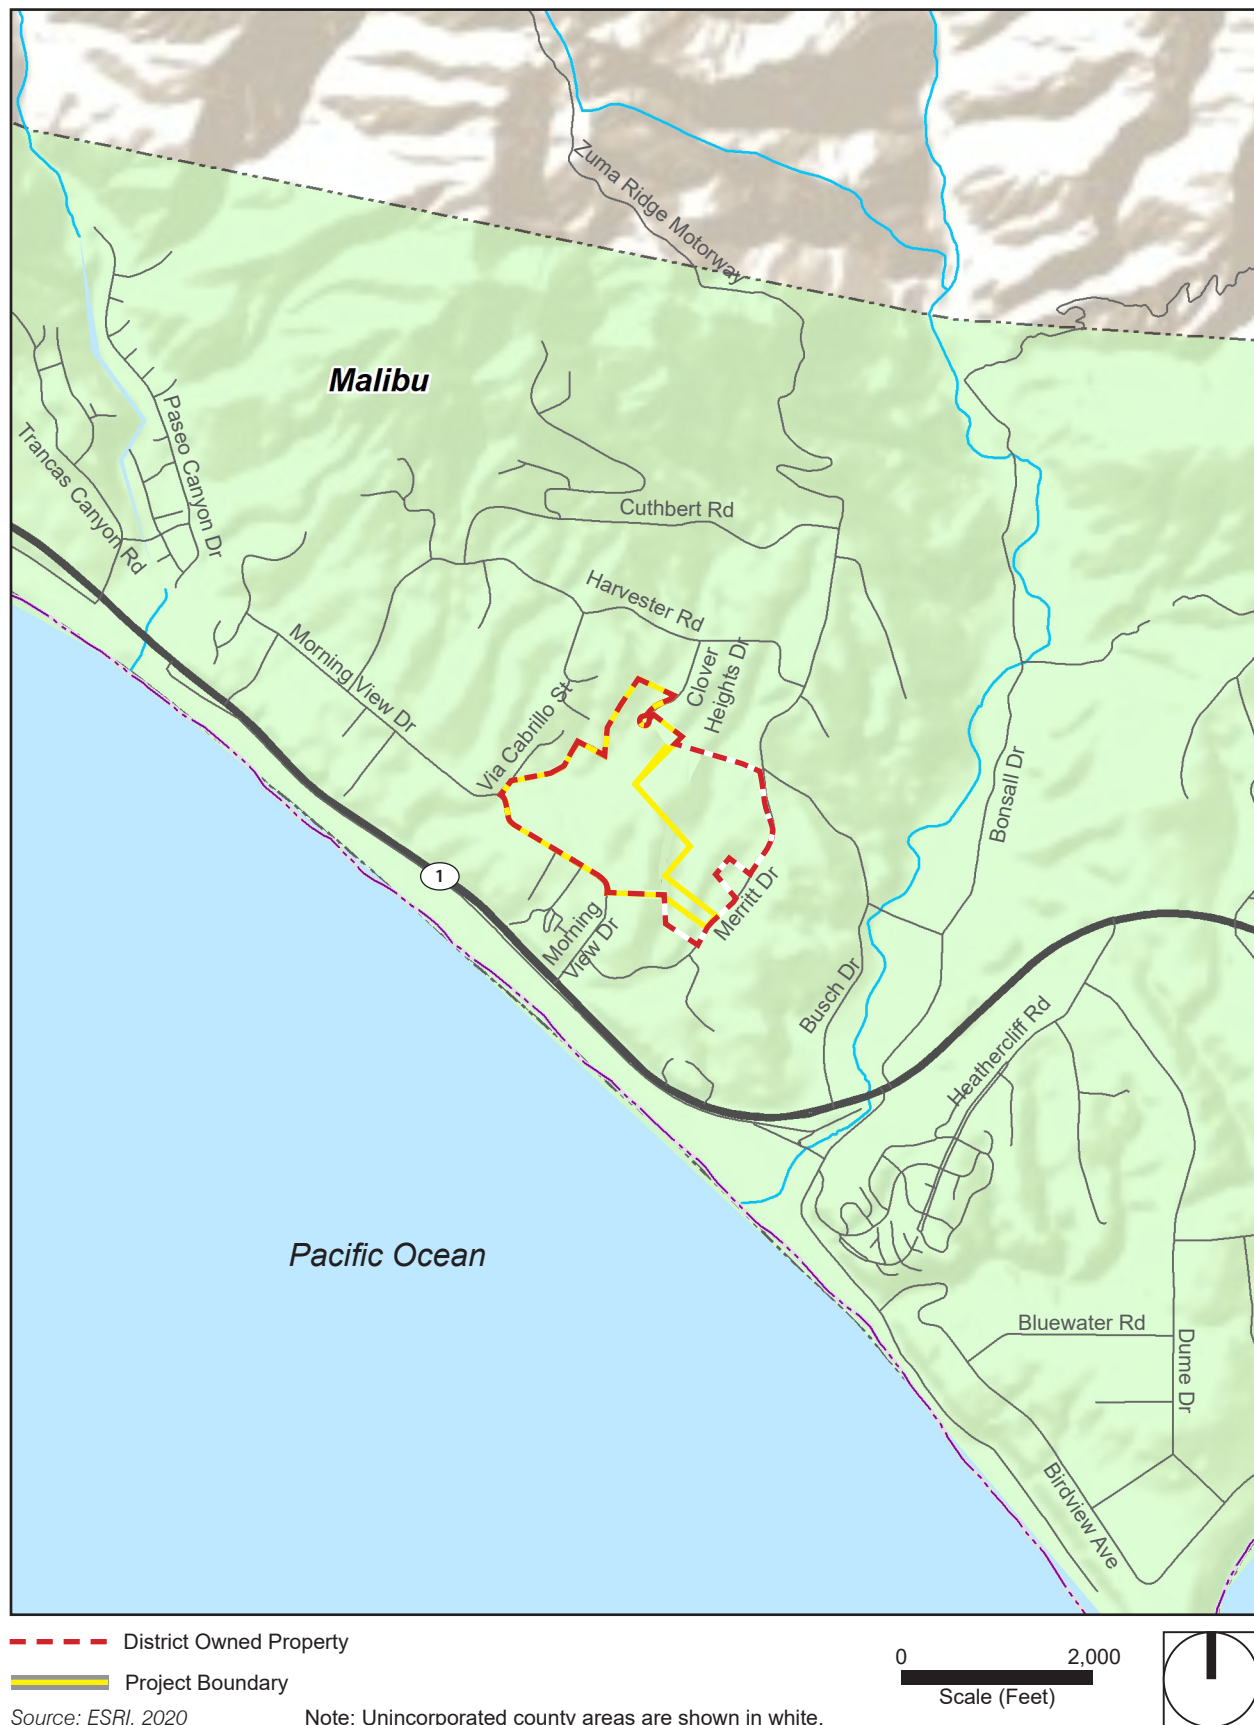 Zuma Ridge Motorway
Malibu
Paseo Canyon Dr
Trancas Canyon Rd
Cuthbert Rd
Harvester Rd
Morning View Dr
Clover
Heights Dr
Via Cabrillo St
Bonsall Dr
1
Merritt Dr
Morning
View Dr
Busch Dr
Heathercliff Rd
Pacific Ocean
Bluewater Rd
Dume Dr
Birdview Ave
District Owned Property
Project Boundary
0 2,000
Scale (Feet)
Source: ESRI, 2020
Note: Unincorporated county areas are shown in white.